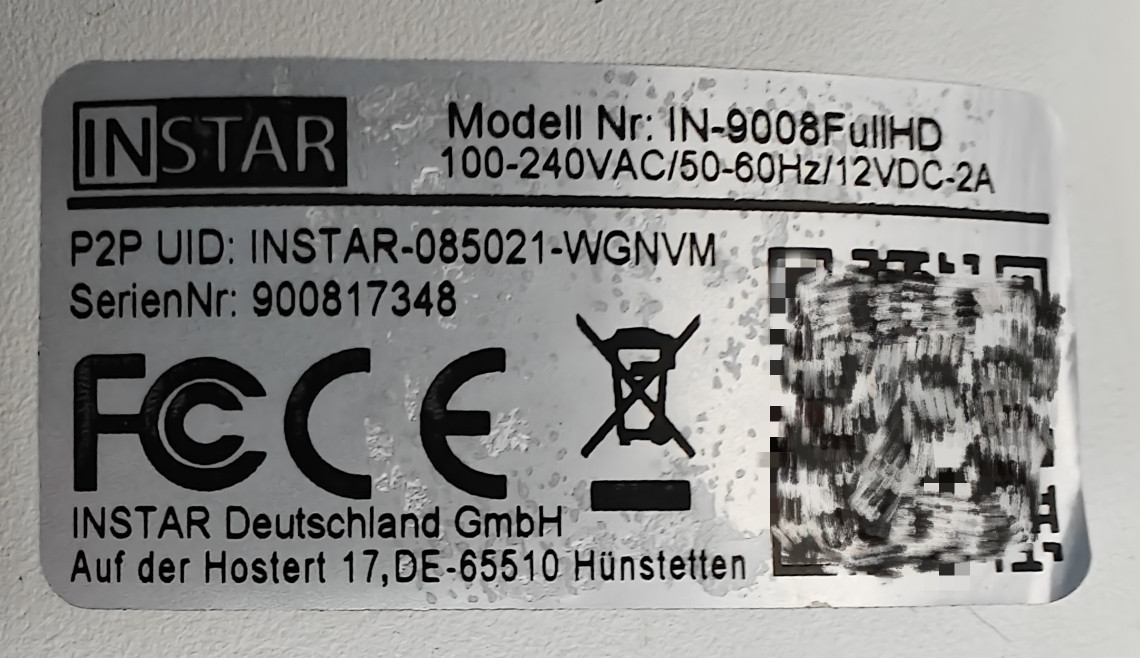 INSTAR
Modell Nr: IN-9008FullHD
100-240VAC/50-60Hz/12VDC-2A
P2P UID: INSTAR-085021-WGNVM
SerienNr: 900817348
FC CE
INSTAR Deutschland GmbH
Auf der Hostert 17,DE-65510 Hünstetten